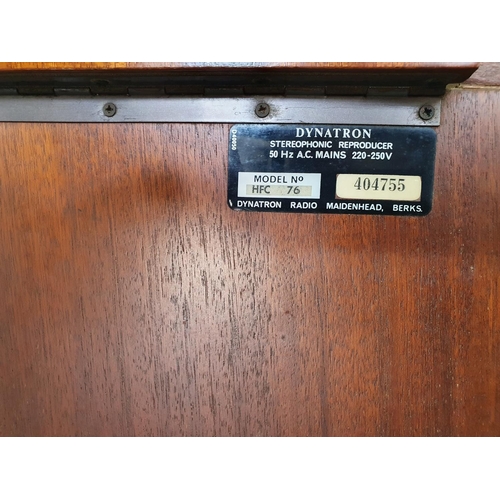 DYNATRON
STEREOPHONIC REPRODUCER
50 Hz A.C. MAINS 220-250V
MODEL Nº
HFC 76
404755
DYNATRON RADIO MAIDENHEAD, BERKS.